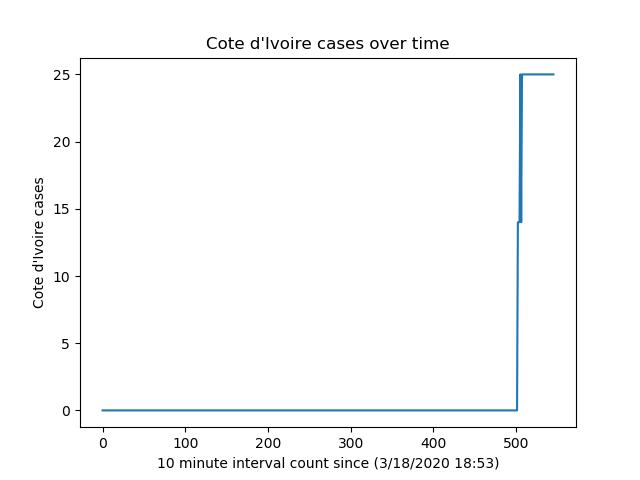 Cote d'Ivoire cases over time
Cote d'Ivoire cases
25
20
15
10
5
0
0 100 200 300 400 500
10 minute interval count since (3/18/2020 18:53)